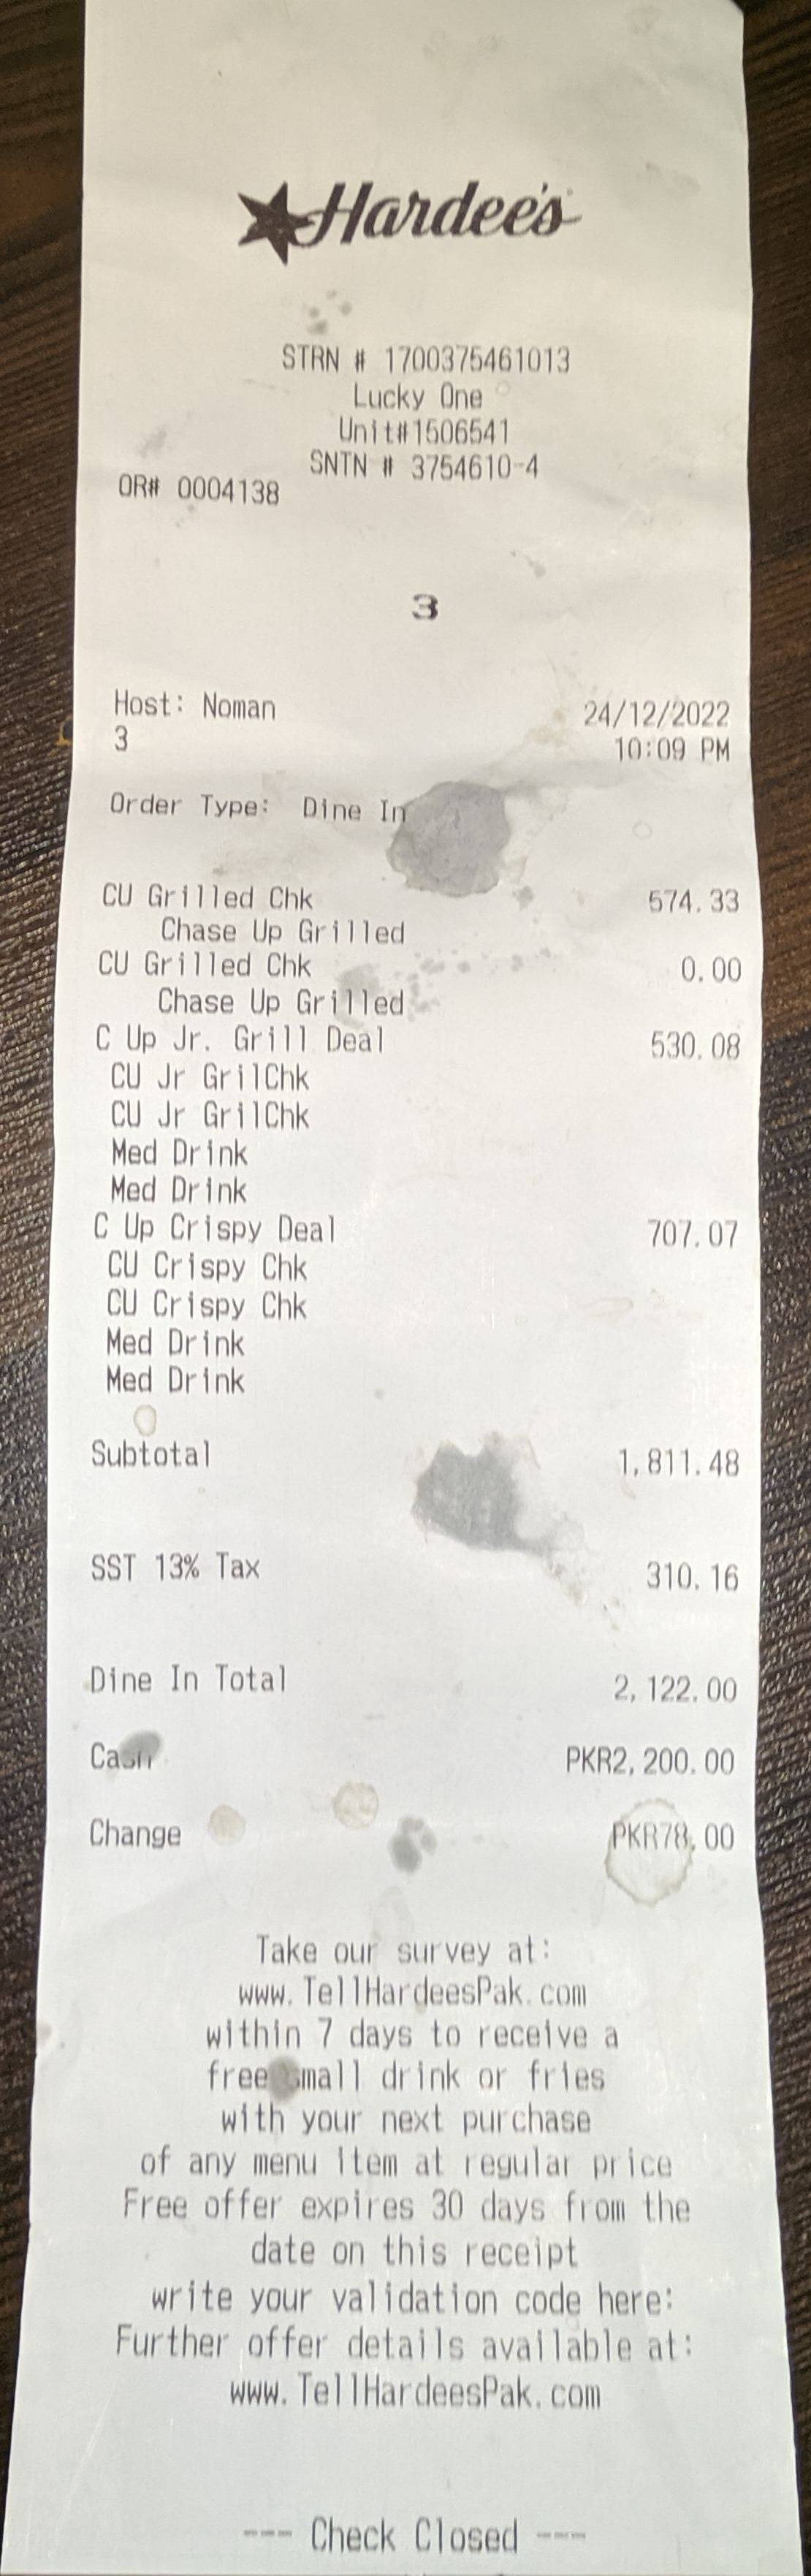 Hardee's
STRN # 1700375461013
Lucky One
Unit#1506541
SNTN # 3754610-4
OR# 0004138
3
Host: Noman 24/12/2022
3 10:09 PM
Order Type: Dine In
CU Grilled Chk 574.33
Chase Up Grilled
CU Grilled Chk 0.00
Chase Up Grilled
C Up Jr. Grill Deal 530.08
CU Jr GrilChk
CU Jr GrilChk
Med Drink
Med Drink
C Up Crispy Deal 707.07
CU Crispy Chk
CU Crispy Chk
Med Drink
Med Drink
Subtotal 1,811.48
SST 13% Tax 310.16
Dine In Total 2,122.00
Cash PKR2,200.00
Change PKR78.00
Take our survey at:
www.TellHardeesPak.com
within 7 days to receive a
free small drink or fries
with your next purchase
of any menu item at regular price
Free offer expires 30 days from the
date on this receipt
write your validation code here:
Further offer details available at:
www.TellHardeesPak.com
--- Check Closed ---